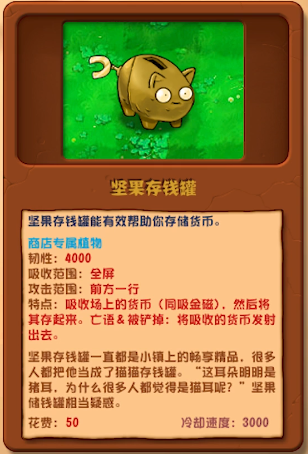 坚果存钱罐
坚果存钱罐能有效帮助你存储货币。
商店专属植物
韧性：4000
吸收范围：全屏
攻击范围：前方一行
特点：吸收场上的货币（同吸金磁），然后将
其存起来。亡语&被铲掉：将吸收的货币发射
出去。
坚果存钱罐一直都是小镇上的畅享精品，很多
人都把他当成了猫猫存钱罐。“这耳朵明明是
猪耳，为什么很多人都觉得是猫耳呢？”坚果
储钱罐相当疑惑。
花费：50 冷却速度：3000